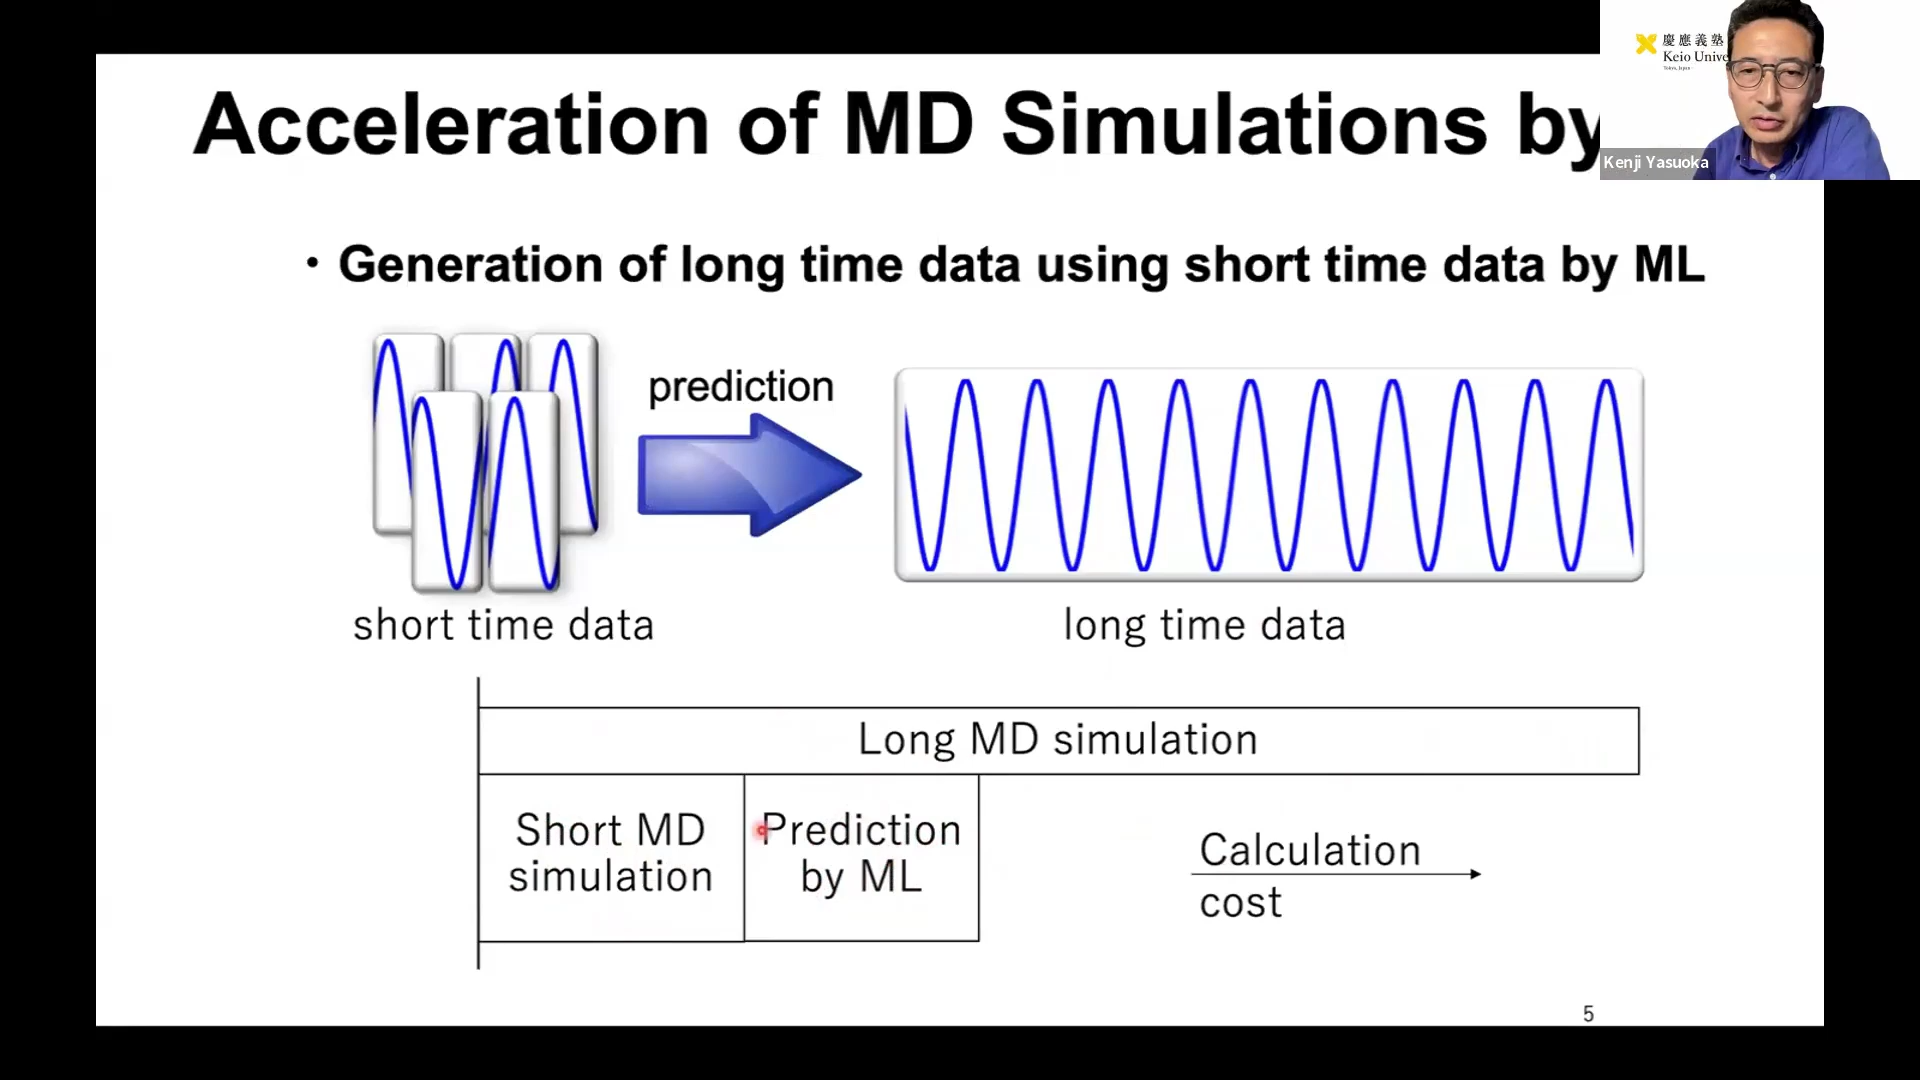 慶應義塾
Keio Unive
Tokyo, Japan
Kenji Yasuoka
Acceleration of MD Simulations by
・Generation of long time data using short time data by ML
prediction
short time data
long time data
Long MD simulation
Short MD
simulation
Prediction
by ML
Calculation
cost
5